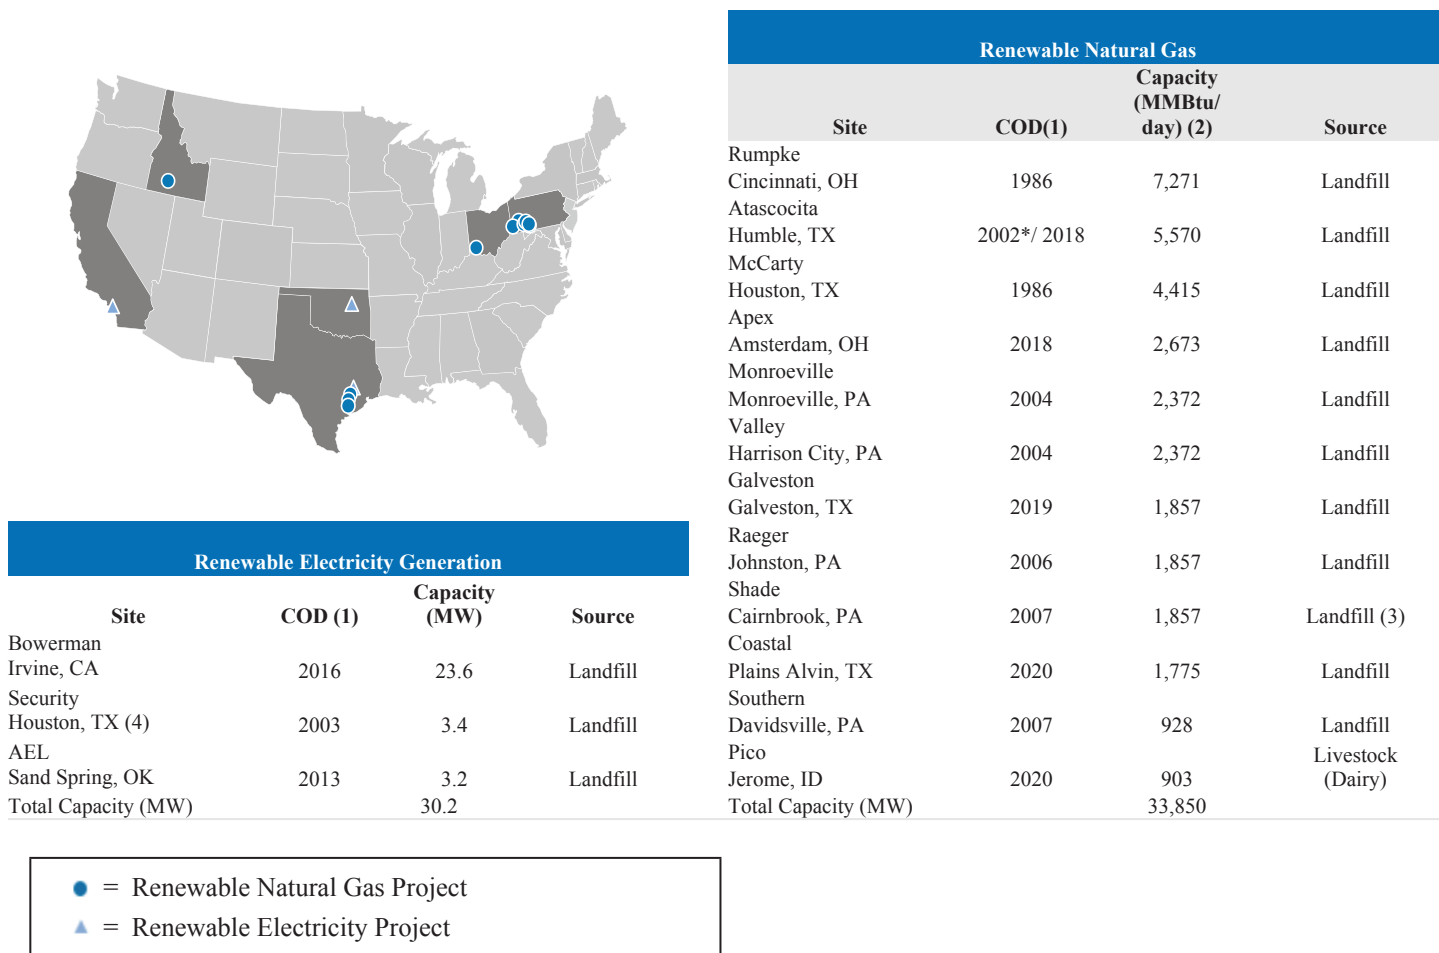 Renewable Natural Gas
Site COD(1) Capacity (MMBtu/ day) (2) Source
Rumpke
Cincinnati, OH 1986 7,271 Landfill
Atascocita
Humble, TX 2002*/ 2018 5,570 Landfill
McCarty
Houston, TX 1986 4,415 Landfill
Apex
Amsterdam, OH 2018 2,673 Landfill
Monroeville
Monroeville, PA 2004 2,372 Landfill
Valley
Harrison City, PA 2004 2,372 Landfill
Galveston
Galveston, TX 2019 1,857 Landfill
Raeger
Johnston, PA 2006 1,857 Landfill
Shade
Cairnbrook, PA 2007 1,857 Landfill (3)
Coastal
Plains Alvin, TX 2020 1,775 Landfill
Southern
Davidsville, PA 2007 928 Landfill
Pico
Jerome, ID 2020 903 Livestock (Dairy)
Total Capacity (MW) 33,850
Renewable Electricity Generation
Site COD (1) Capacity (MW) Source
Bowerman
Irvine, CA 2016 23.6 Landfill
Security
Houston, TX (4) 2003 3.4 Landfill
AEL
Sand Spring, OK 2013 3.2 Landfill
Total Capacity (MW) 30.2
= Renewable Natural Gas Project
= Renewable Electricity Project